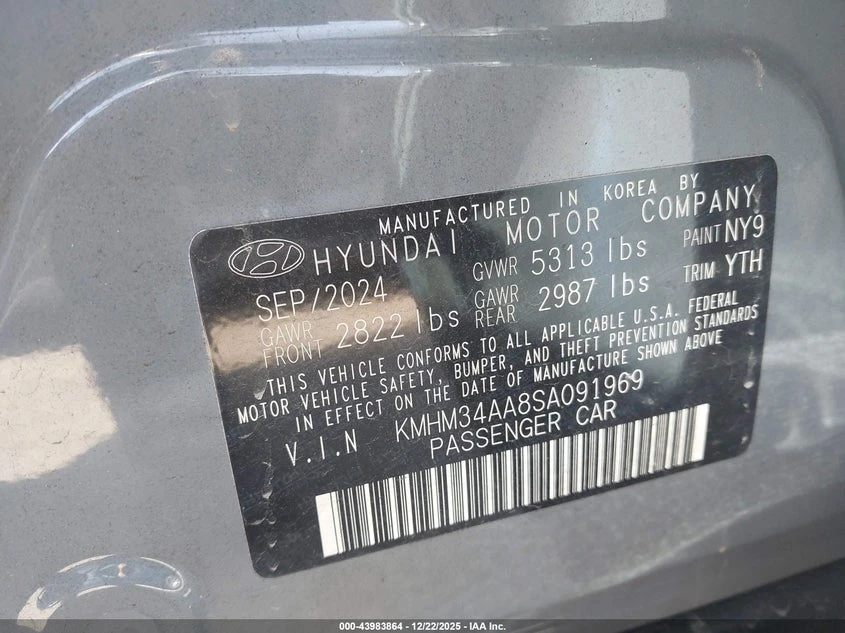 MANUFACTURED IN KOREA BY
HYUNDAI MOTOR COMPANY
SEP/2024 GVWR 5313 lbs PAINT NY9
GAWR FRONT 2822 lbs GAWR REAR 2987 lbs TRIM YTH
THIS VEHICLE CONFORMS TO ALL APPLICABLE U.S.A. FEDERAL
MOTOR VEHICLE SAFETY, BUMPER, AND THEFT PREVENTION STANDARDS
IN EFFECT ON THE DATE OF MANUFACTURE SHOWN ABOVE
V.I.N KMHM34AA8SA091969
PASSENGER CAR
000-43983864 - 12/22/2025 - IAA Inc.